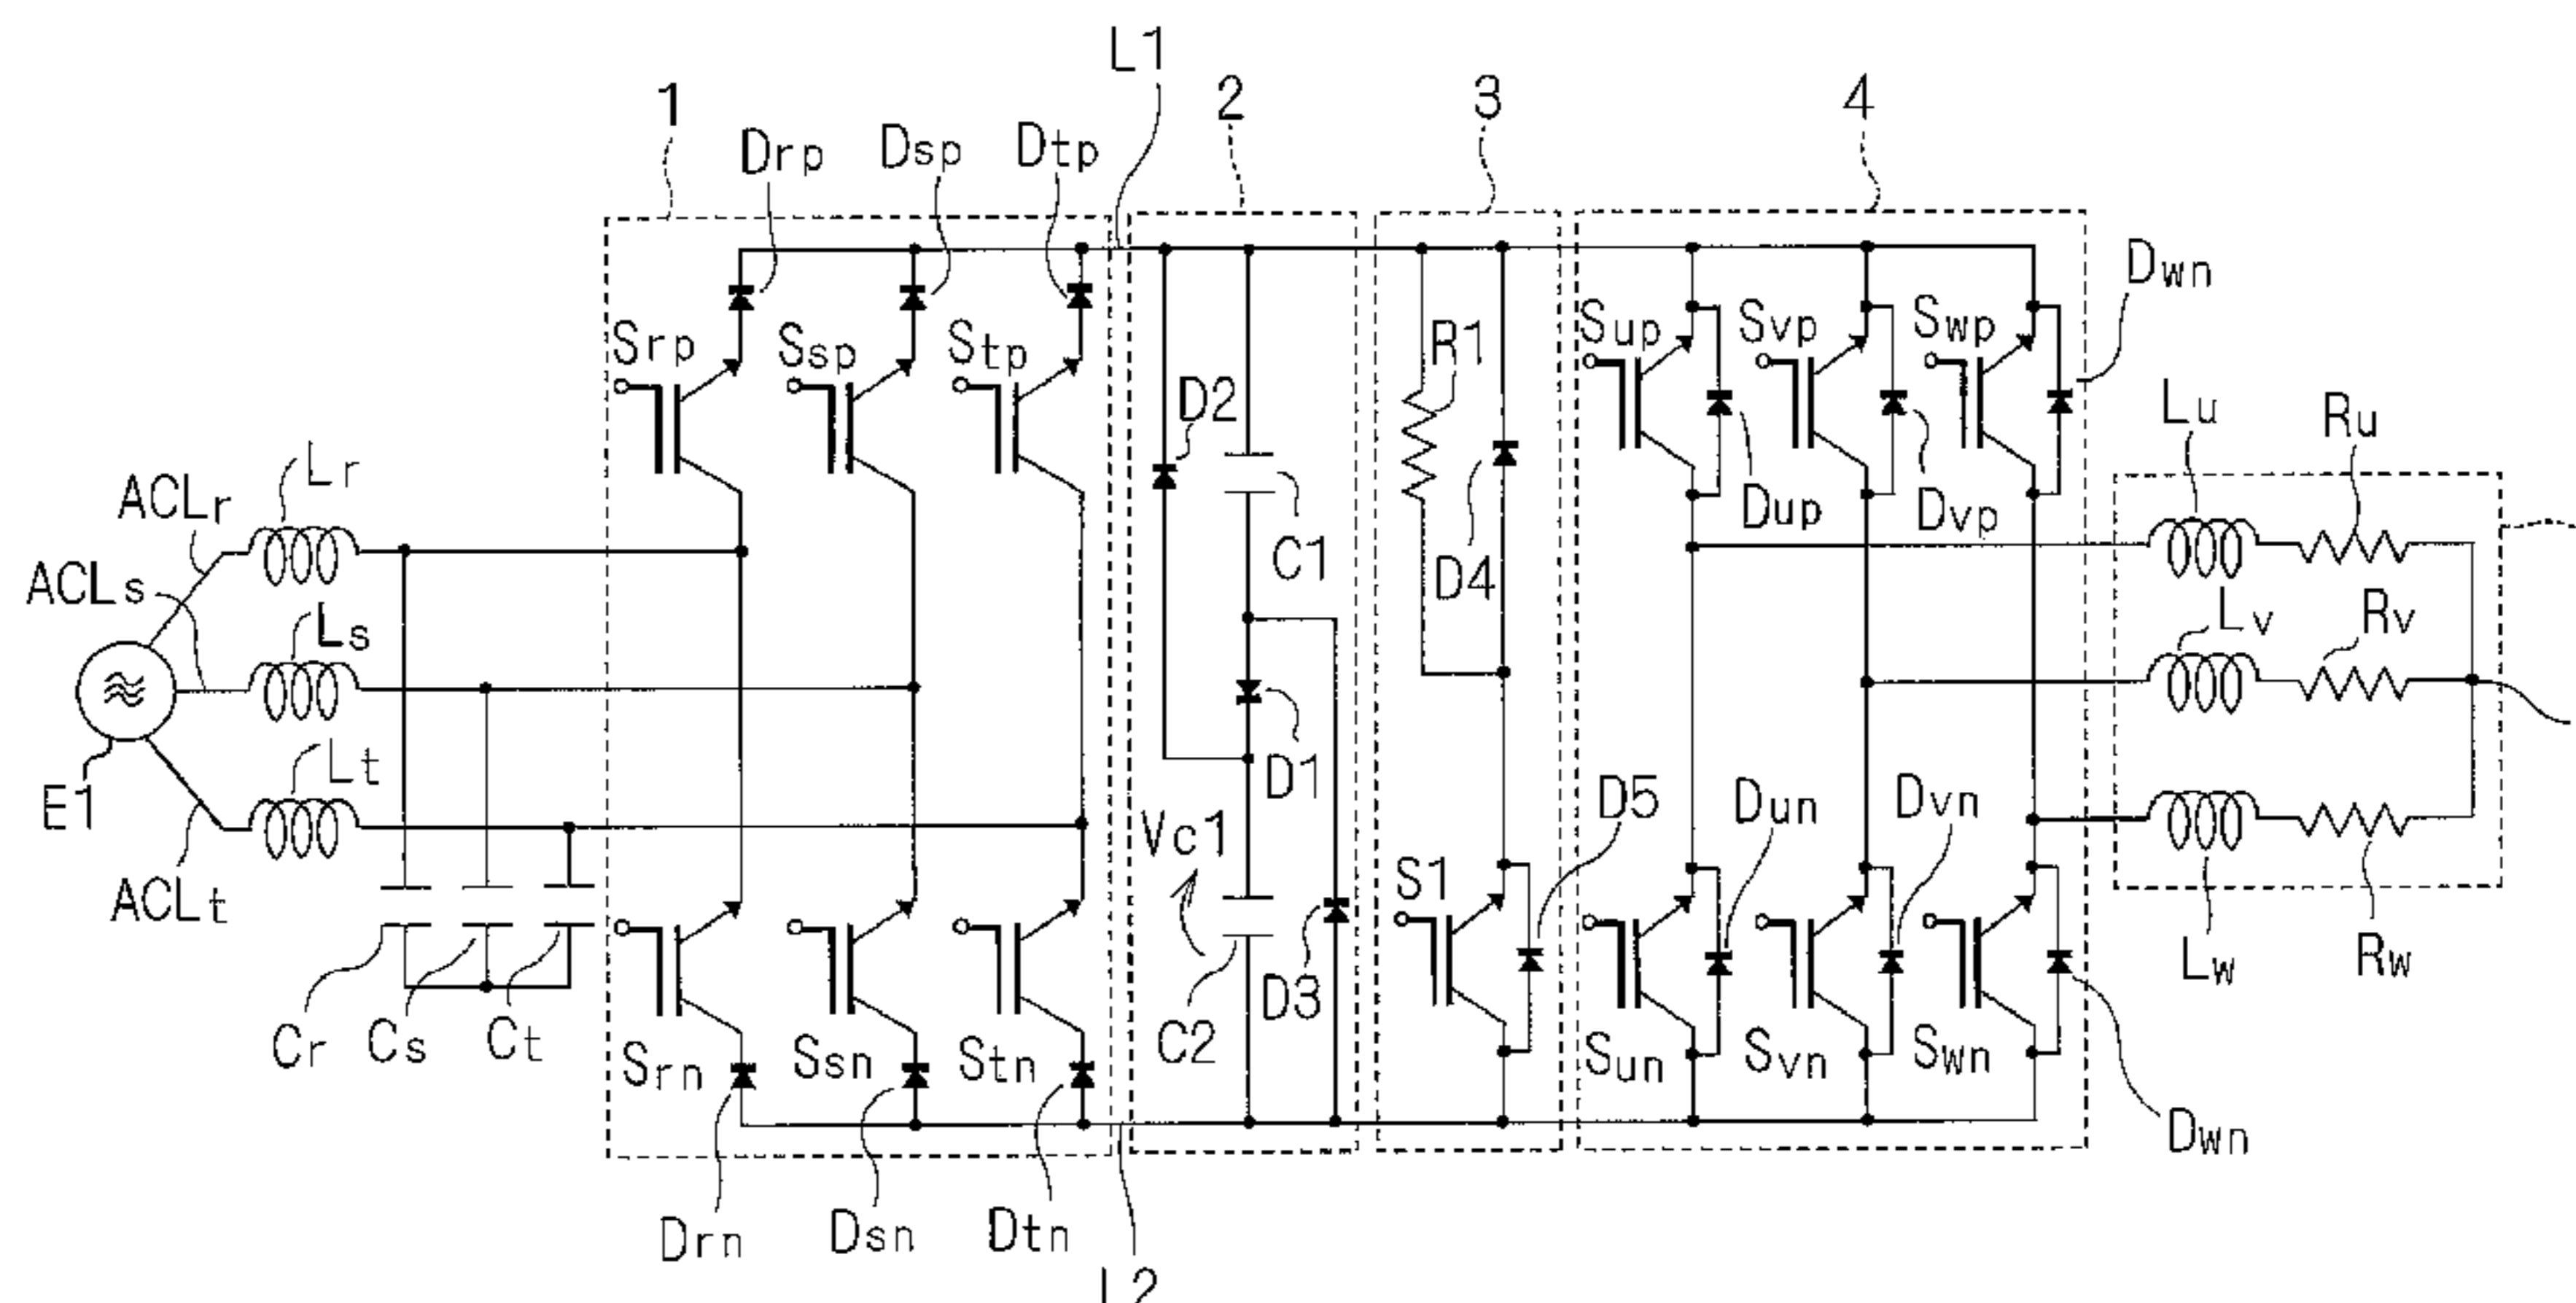 L1
1
2
3
4
Drp
Dsp
Dtp
Dwn
Srp
Ssp
Stp
R1
Sup
Svp
Swp
D2
Lu
Ru
ACLr
Lr
Dup
Dvp
C1
D4
ACLs
Ls
Lv
Rv
Lt
D1
E1
Vc1
D5
Dun
Dvn
S1
ACLt
Lw
Rw
D3
Cr
Cs
Ct
C2
Srn
Ssn
Stn
Sun
Svn
Swn
Dwn
Drn
Dsn
Dtn
L2